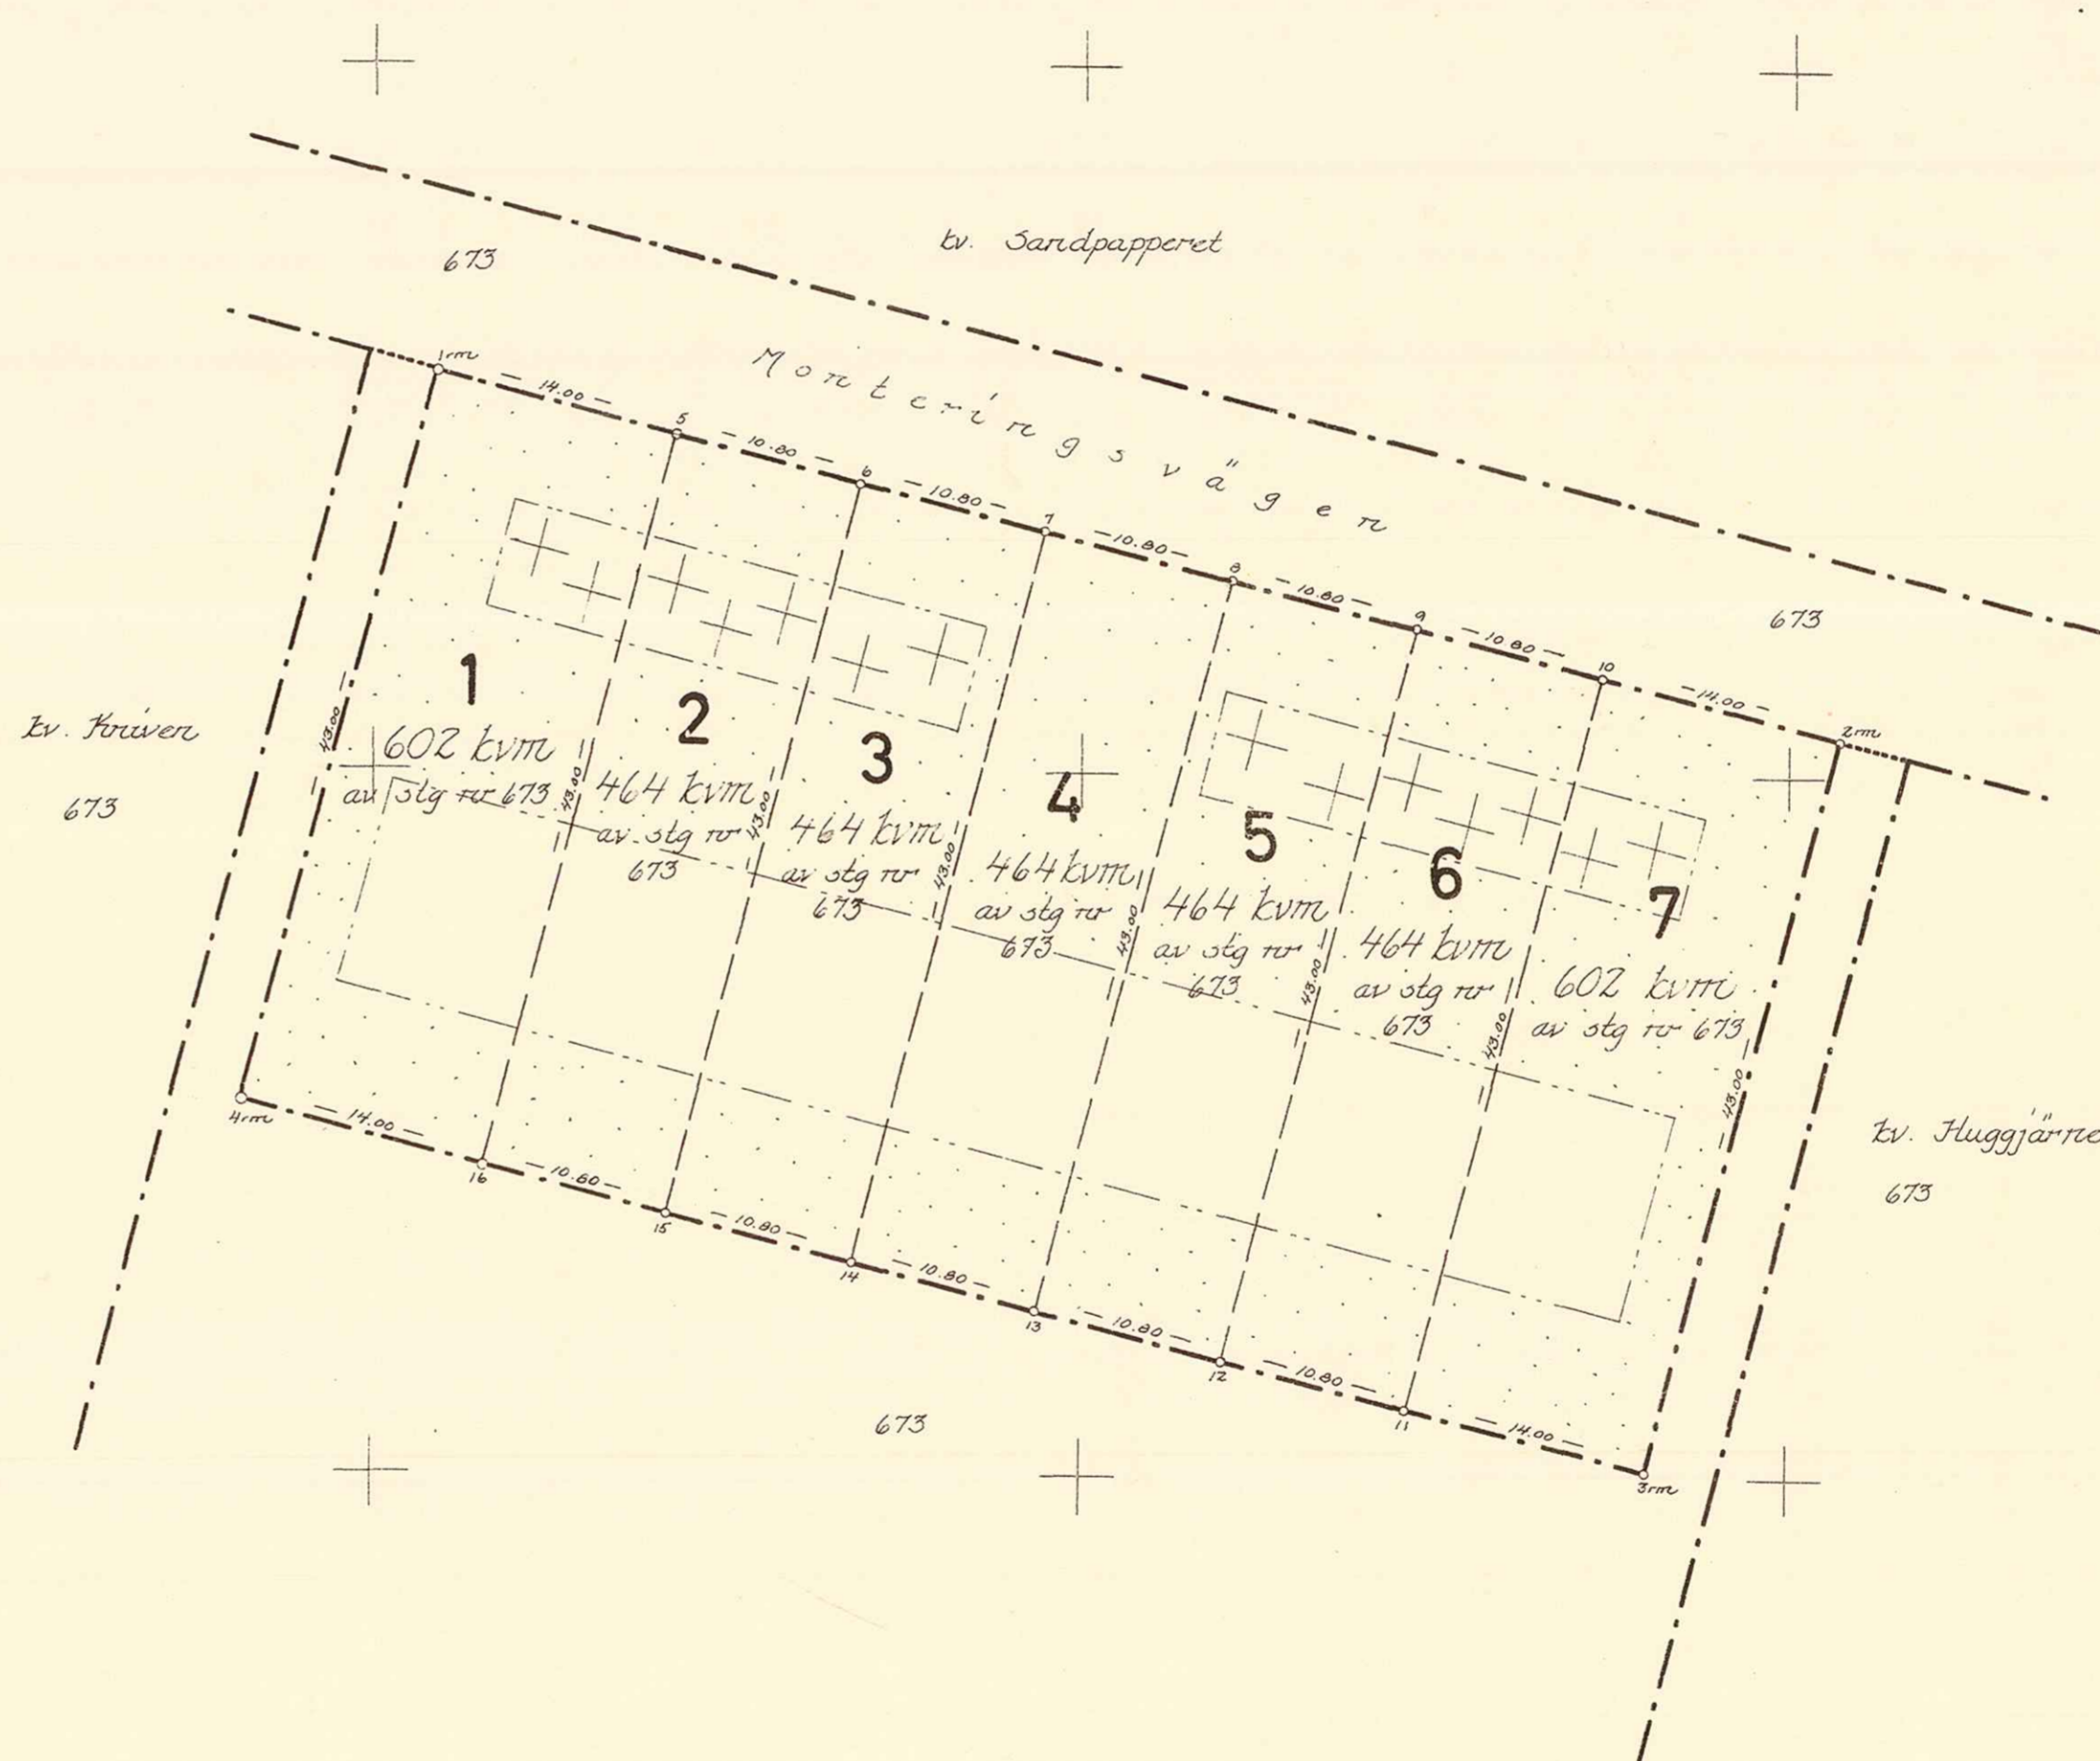 kv. Sandpapperet
673
Monteringsvägen
1rm
14.00
5
10.80
6
10.80
7
10.80
8
10.80
9
10.80
10
14.00
2rm
673
kv. Kniven
673
43.00
1
602 kvm
av stg nr 673
43.00
2
464 kvm
av stg nr
673
43.00
3
464 kvm
av stg nr
673
43.00
4
464 kvm
av stg nr
673
43.00
5
464 kvm
av stg nr
673
43.00
6
464 kvm
av stg nr
673
43.00
7
602 kvm
av stg nr 673
43.00
kv. Huggjärne
673
4rm
14.00
16
10.80
15
10.80
14
10.80
13
10.80
12
10.80
11
14.00
3rm
673